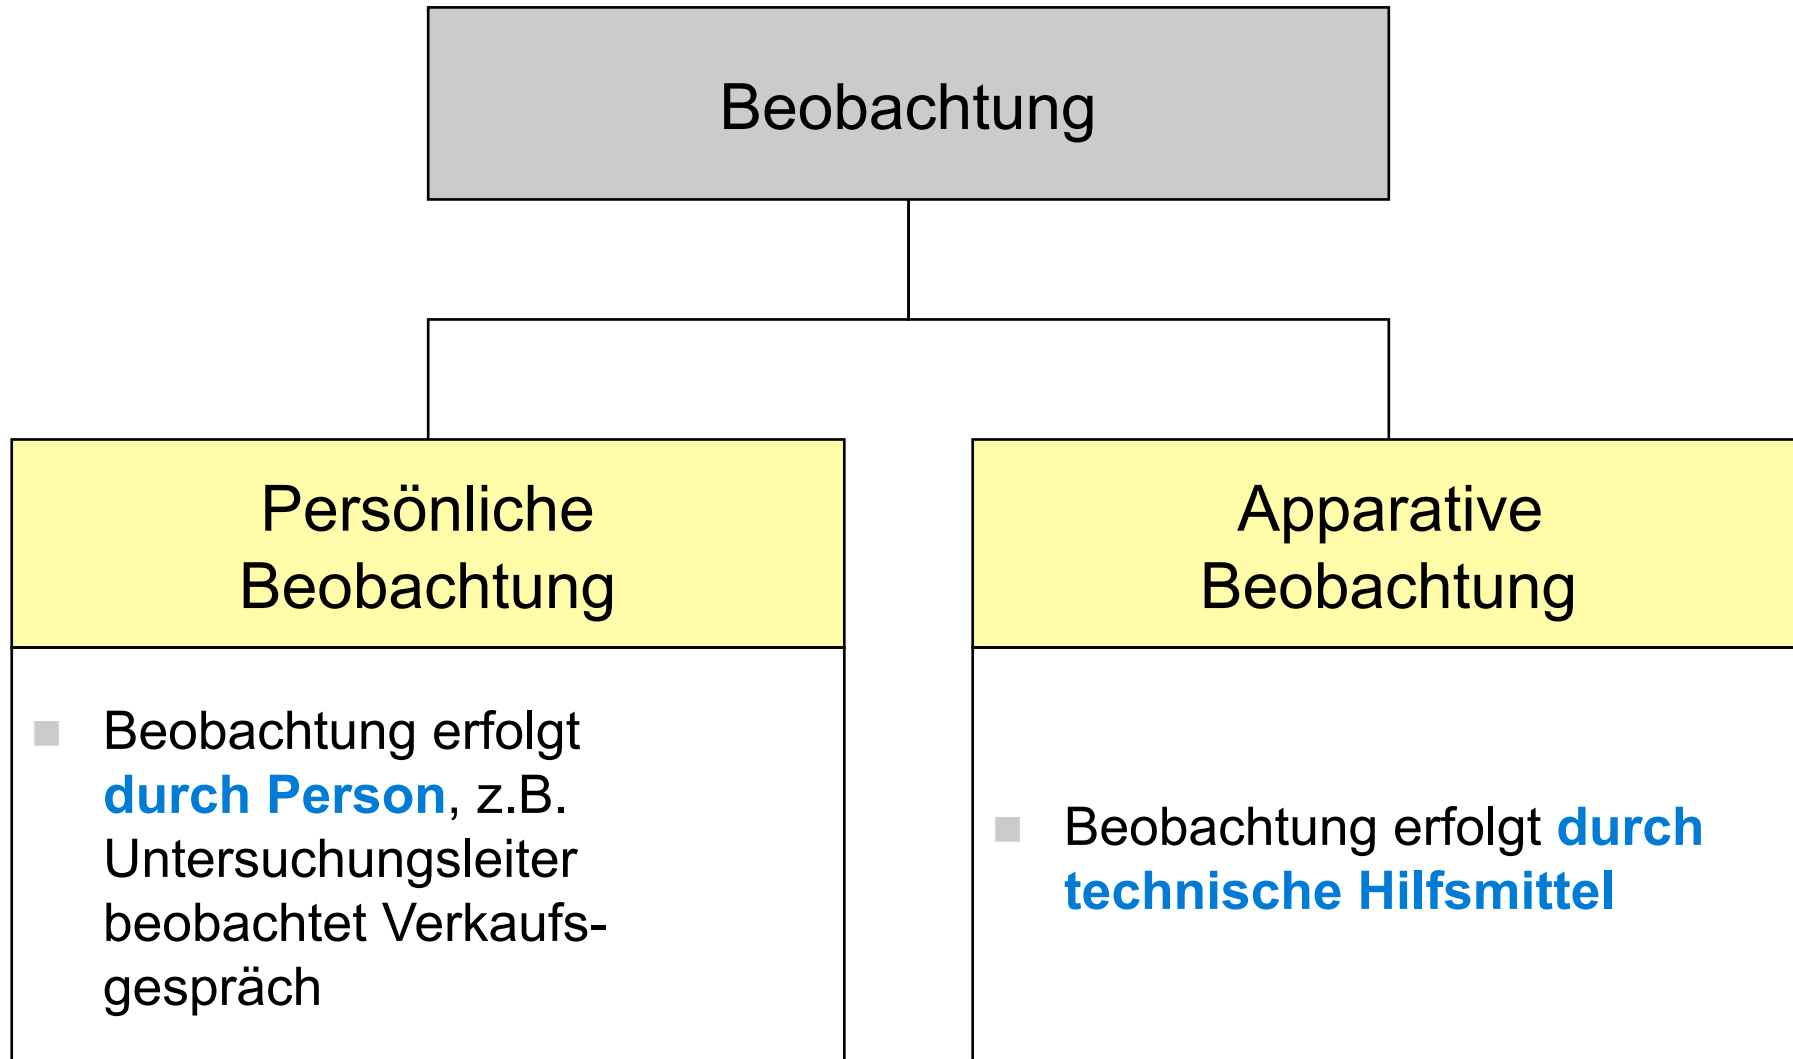 Beobachtung
Persönliche
Beobachtung
Beobachtung erfolgt
durch Person, z.B.
Untersuchungsleiter
beobachtet Verkaufs-
gespräch
Apparative
Beobachtung
Beobachtung erfolgt durch
technische Hilfsmittel